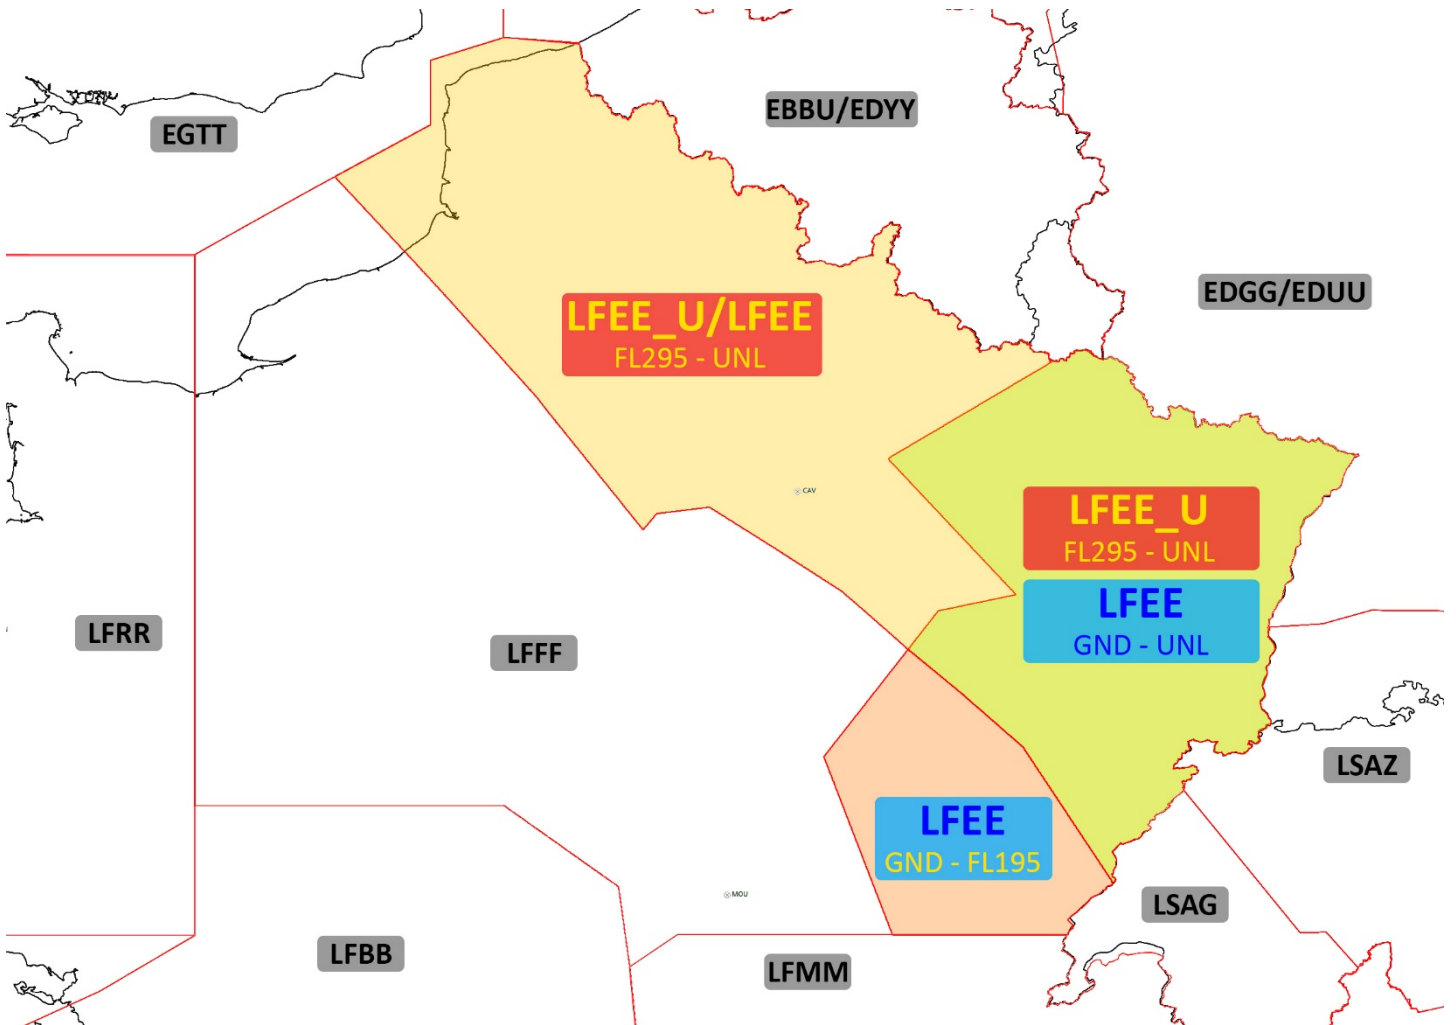 EBBU/EDYY
EGTT
EDGG/EDUU
LFEE_U/LFEE
FL295 - UNL
CAV
LFEE_U
FL295 - UNL
LFEE
GND - UNL
LFRR
LFFF
LSAZ
LFEE
GND - FL195
MOU
LSAG
LFBB
LFMM